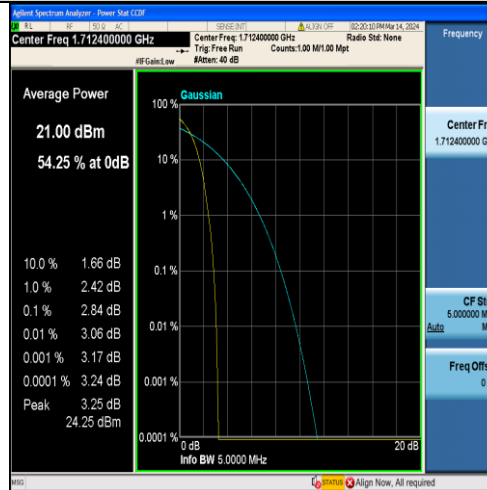 Agilent Spectrum Analyzer - Power Stat CCDF
RL RF 50 Ω AC SENSE:INT ALIGN OFF 02:20:10 PM Mar 14, 2024
Center Freq 1.712400000 GHz
Center Freq: 1.712400000 GHz Radio Std: None
Trig: Free Run Counts:1.00 M/1.00 Mpt
#IFGain:Low #Atten: 40 dB
Frequency
Average Power
21.00 dBm
54.25 % at 0dB
10.0 % 1.66 dB
1.0 % 2.42 dB
0.1 % 2.84 dB
0.01 % 3.06 dB
0.001 % 3.17 dB
0.0001 % 3.24 dB
Peak 3.25 dB
24.25 dBm
Gaussian
100 %
10 %
1 %
0.1 %
0.01 %
0.001 %
0.0001 %
0 dB 20 dB
Info BW 5.0000 MHz
Center Fr
1.712400000 G
CF St
5.000000 M
Auto M
Freq Offs
0
MSG STATUS Align Now, All required